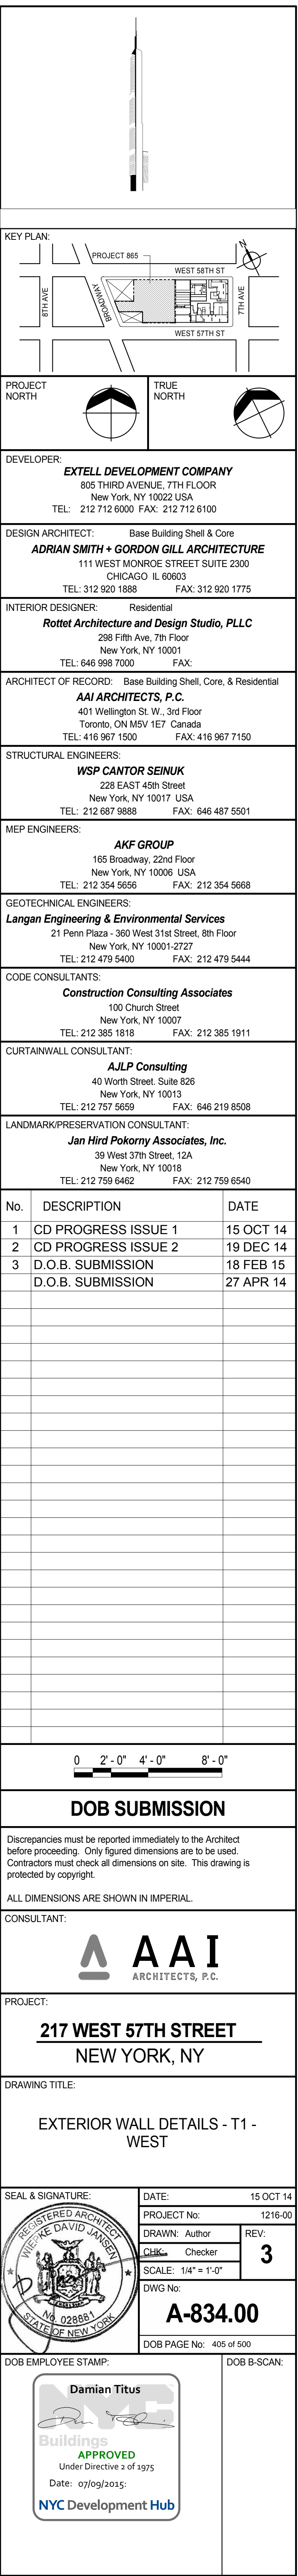 KEY PLAN:
PROJECT 865
WEST 58TH ST
8TH AVE
BROADWAY
7TH AVE
N
WEST 57TH ST
PROJECT
NORTH
TRUE
NORTH
DEVELOPER:
EXTELL DEVELOPMENT COMPANY
805 THIRD AVENUE, 7TH FLOOR
New York, NY 10022 USA
TEL: 212 712 6000 FAX: 212 712 6100
DESIGN ARCHITECT: Base Building Shell & Core
ADRIAN SMITH + GORDON GILL ARCHITECTURE
111 WEST MONROE STREET SUITE 2300
CHICAGO IL 60603
TEL: 312 920 1888 FAX: 312 920 1775
INTERIOR DESIGNER: Residential
Rottet Architecture and Design Studio, PLLC
298 Fifth Ave, 7th Floor
New York, NY 10001
TEL: 646 998 7000 FAX:
ARCHITECT OF RECORD: Base Building Shell, Core, & Residential
AAI ARCHITECTS, P.C.
401 Wellington St. W., 3rd Floor
Toronto, ON M5V 1E7 Canada
TEL: 416 967 1500 FAX: 416 967 7150
STRUCTURAL ENGINEERS:
WSP CANTOR SEINUK
228 EAST 45th Street
New York, NY 10017 USA
TEL: 212 687 9888 FAX: 646 487 5501
MEP ENGINEERS:
AKF GROUP
165 Broadway, 22nd Floor
New York, NY 10006 USA
TEL: 212 354 5656 FAX: 212 354 5668
GEOTECHNICAL ENGINEERS:
Langan Engineering & Environmental Services
21 Penn Plaza - 360 West 31st Street, 8th Floor
New York, NY 10001-2727
TEL: 212 479 5400 FAX: 212 479 5444
CODE CONSULTANTS:
Construction Consulting Associates
100 Church Street
New York, NY 10007
TEL: 212 385 1818 FAX: 212 385 1911
CURTAINWALL CONSULTANT:
AJLP Consulting
40 Worth Street. Suite 826
New York, NY 10013
TEL: 212 757 5659 FAX: 646 219 8508
LANDMARK/PRESERVATION CONSULTANT:
Jan Hird Pokorny Associates, Inc.
39 West 37th Street, 12A
New York, NY 10018
TEL: 212 759 6462 FAX: 212 759 6540
No. DESCRIPTION DATE
1 CD PROGRESS ISSUE 1 15 OCT 14
2 CD PROGRESS ISSUE 2 19 DEC 14
3 D.O.B. SUBMISSION 18 FEB 15
D.O.B. SUBMISSION 27 APR 14
0 2' - 0" 4' - 0" 8' - 0"
DOB SUBMISSION
Discrepancies must be reported immediately to the Architect
before proceeding. Only figured dimensions are to be used.
Contractors must check all dimensions on site. This drawing is
protected by copyright.
ALL DIMENSIONS ARE SHOWN IN IMPERIAL.
CONSULTANT:
AAI
ARCHITECTS, P.C.
PROJECT:
217 WEST 57TH STREET
NEW YORK, NY
DRAWING TITLE:
EXTERIOR WALL DETAILS - T1 -
WEST
SEAL & SIGNATURE:
REGISTERED ARCHITECT
WIEPKE DAVID JANSEN
No. 028881
STATE OF NEW YORK
DATE: 15 OCT 14
PROJECT No: 1216-00
DRAWN: Author
CHK: Checker
SCALE: 1/4" = 1'-0"
REV:
3
DWG No:
A-834.00
DOB PAGE No: 405 of 500
DOB EMPLOYEE STAMP:
DOB B-SCAN:
Damian Titus
NYC
Buildings
APPROVED
Under Directive 2 of 1975
Date: 07/09/2015:
NYC Development Hub